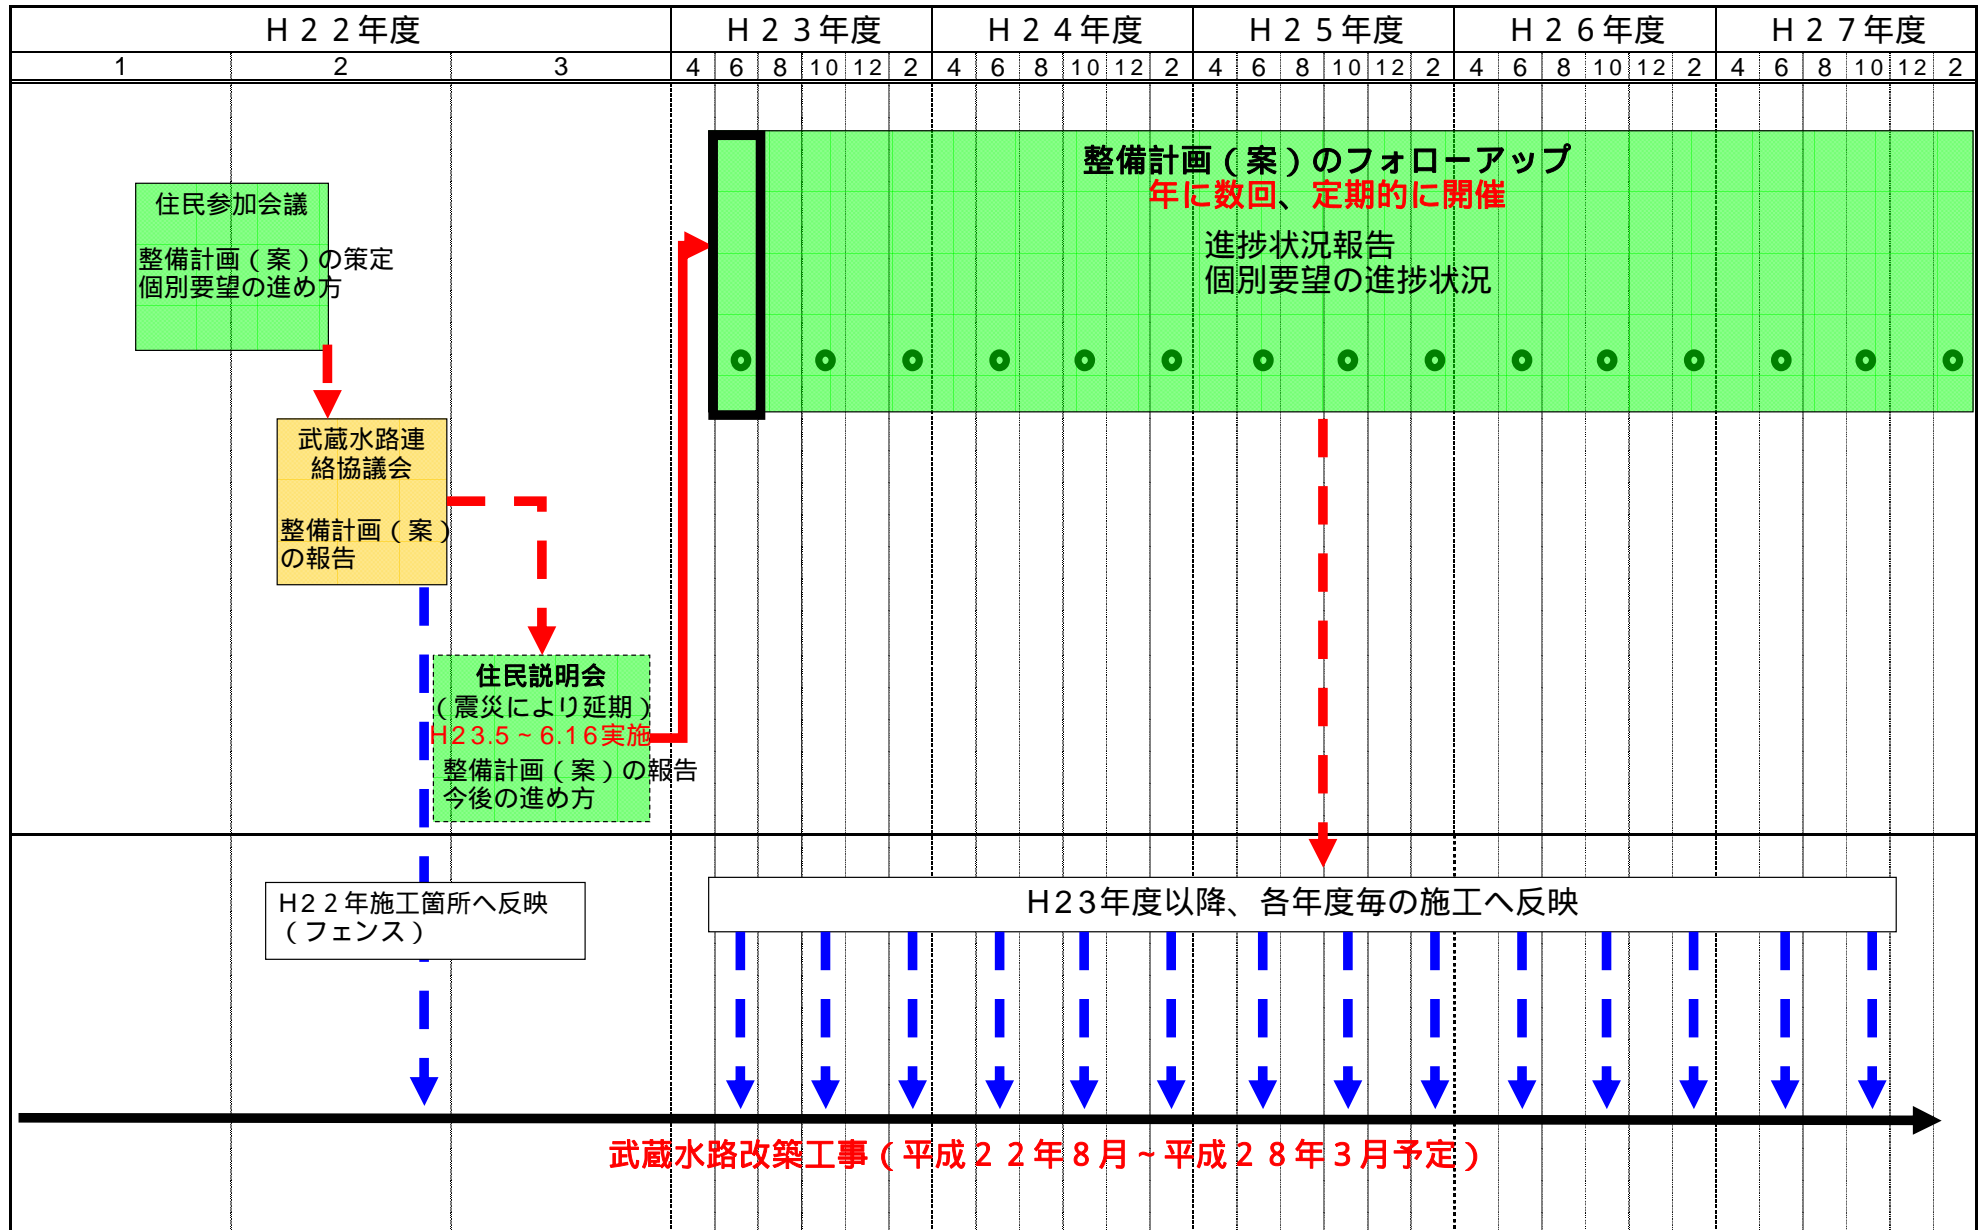 Ｈ２２年度 Ｈ２３年度 Ｈ２４年度 Ｈ２５年度 Ｈ２６年度 Ｈ２７年度
1 2 3 4 6 8 10 12 2 4 6 8 10 12 2 4 6 8 10 12 2 4 6 8 10 12 2 4 6 8 10 12 2
整備計画（案）のフォローアップ
年に数回、定期的に開催
進捗状況報告
個別要望の進捗状況
住民参加会議
整備計画（案）の策定
個別要望の進め方
武蔵水路連
絡協議会
整備計画（案）
の報告
住民説明会
（震災により延期）
H23.5～6.16実施
整備計画（案）の報告
今後の進め方
H２２年施工箇所へ反映
（フェンス）
H23年度以降、各年度毎の施工へ反映
武蔵水路改築工事（平成２２年８月～平成２８年３月予定）